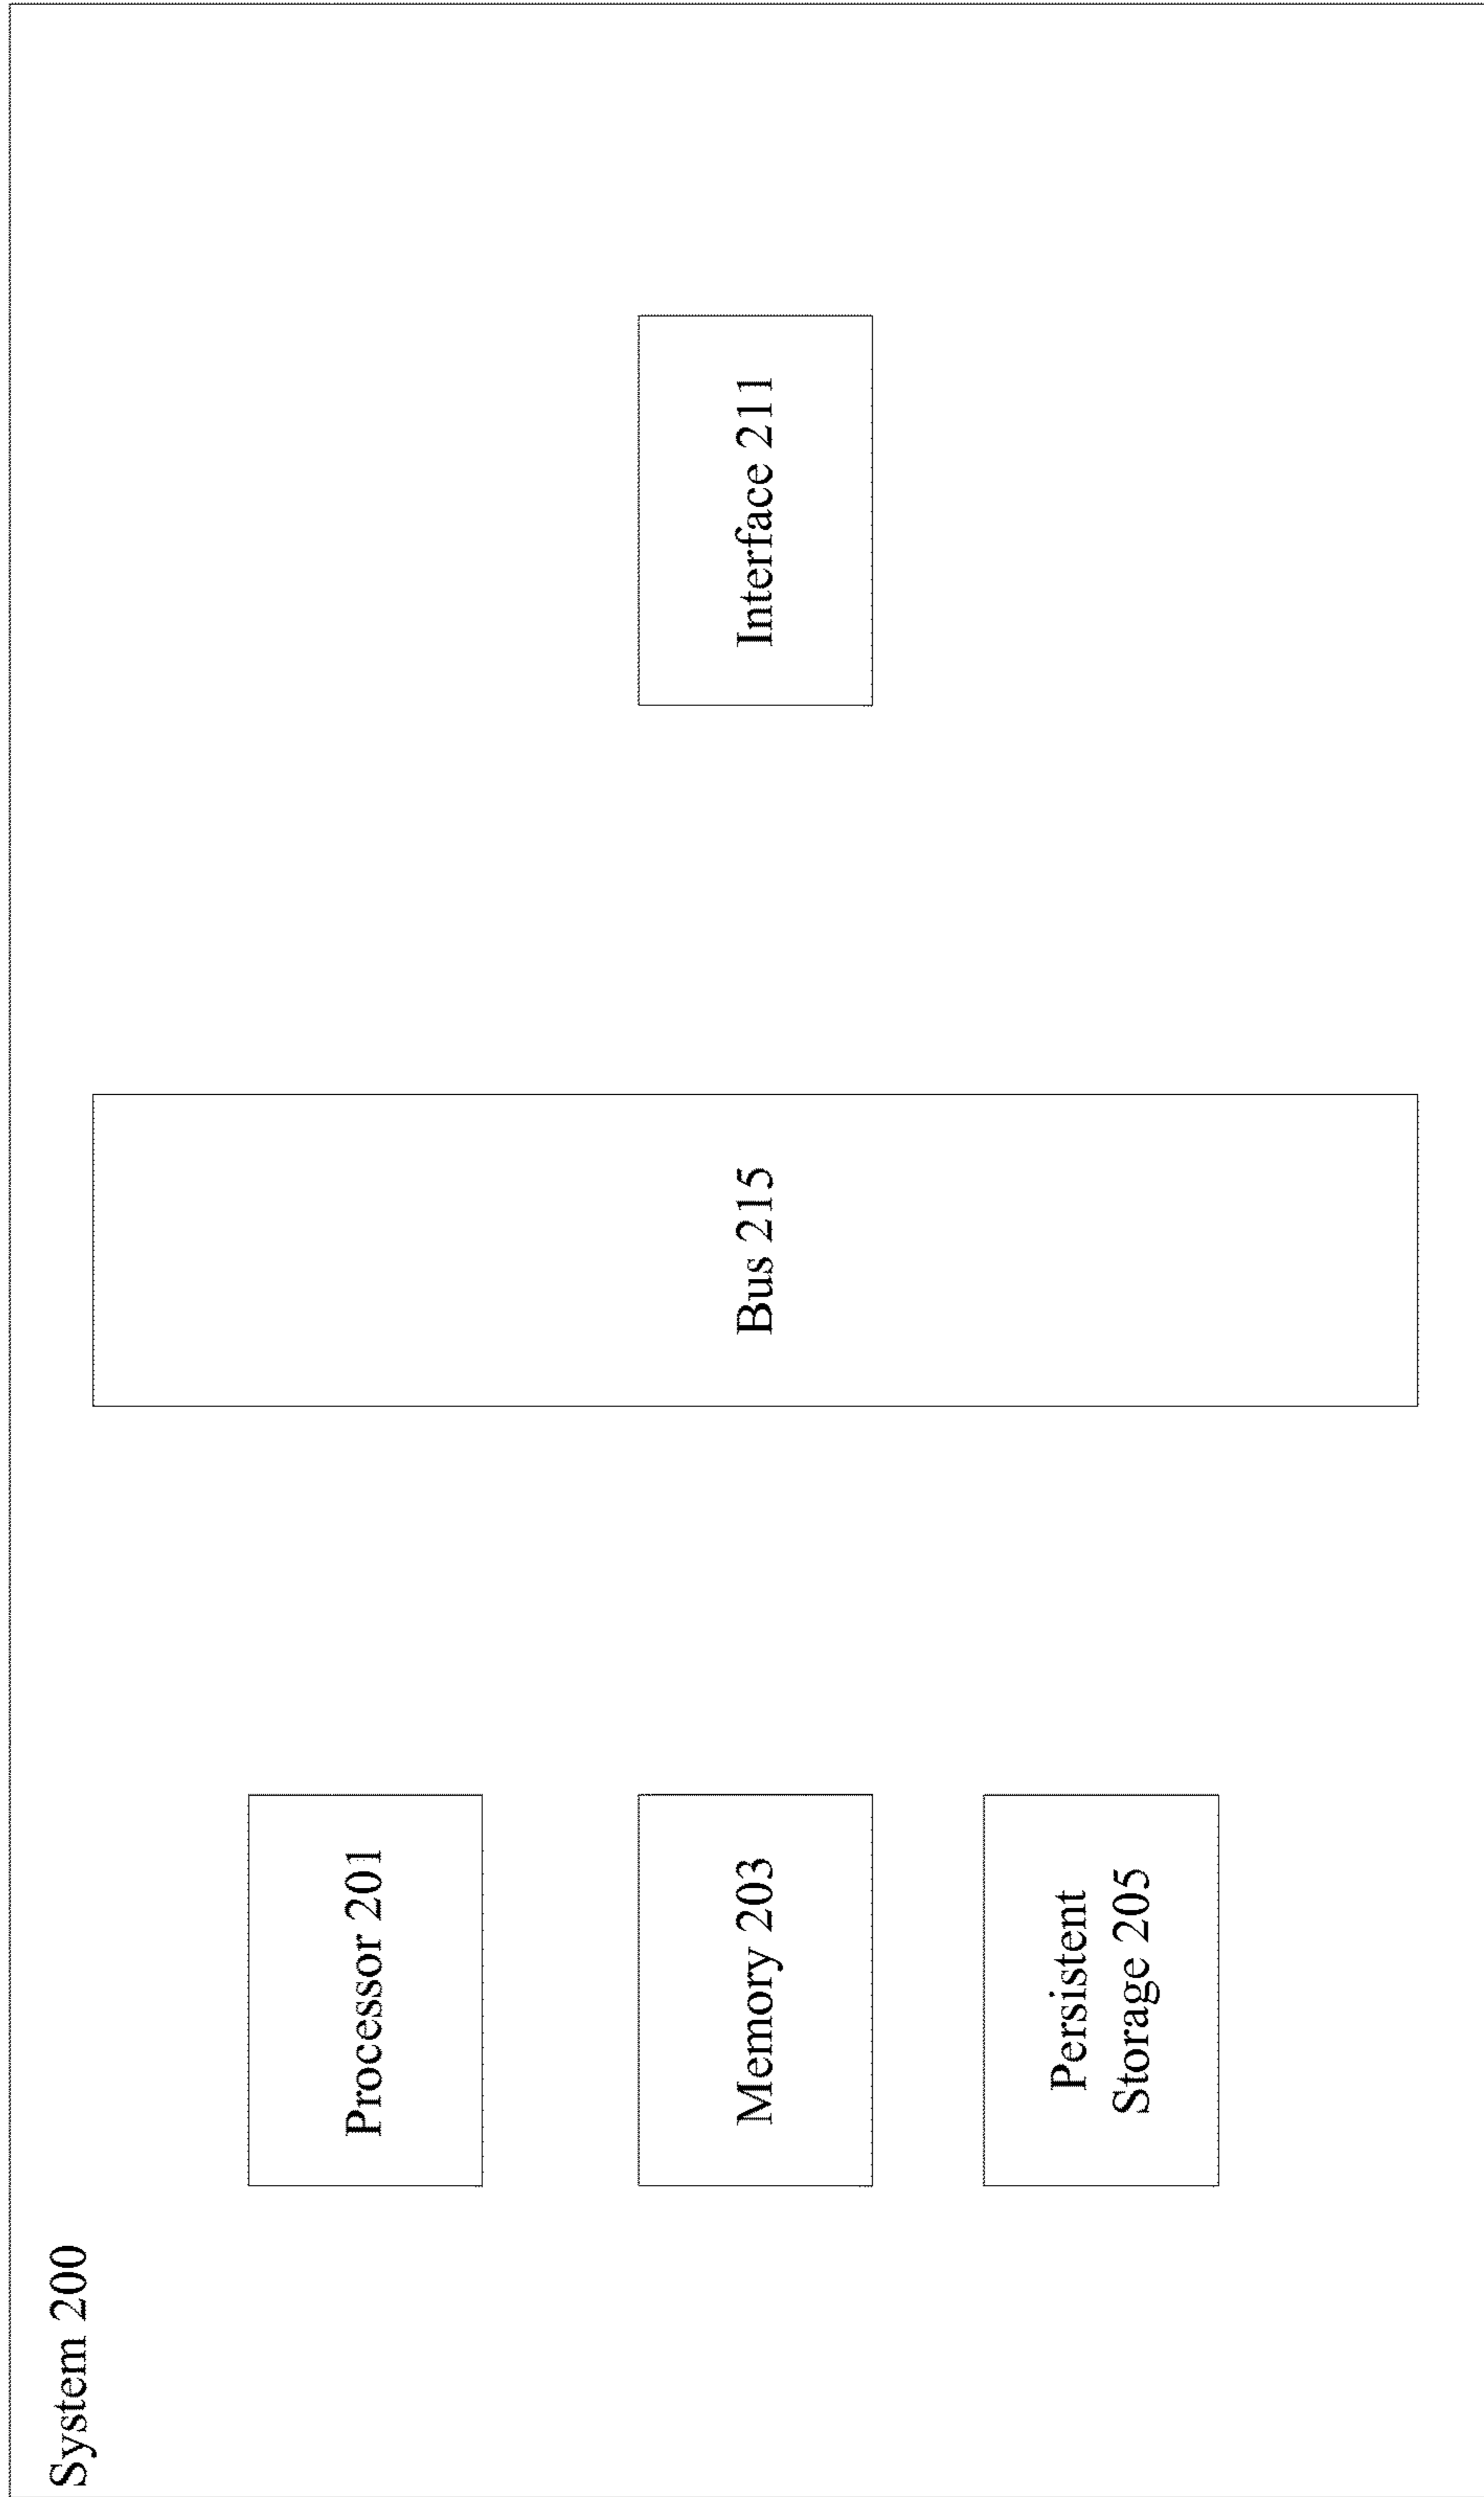 System 200
Processor 201
Memory 203
Persistent
Storage 205
Bus 215
Interface 211